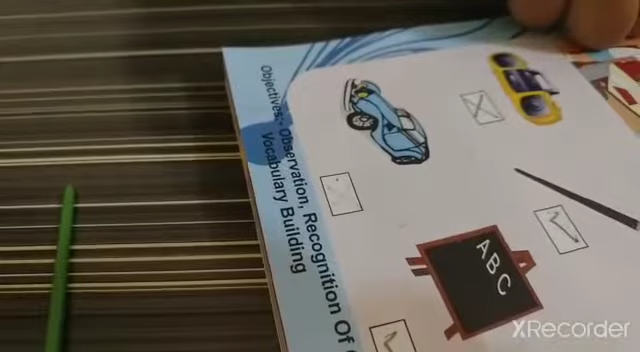 Objectives:- Observation, Recognition Of
Vocabulary Building
ABC
XRecorder